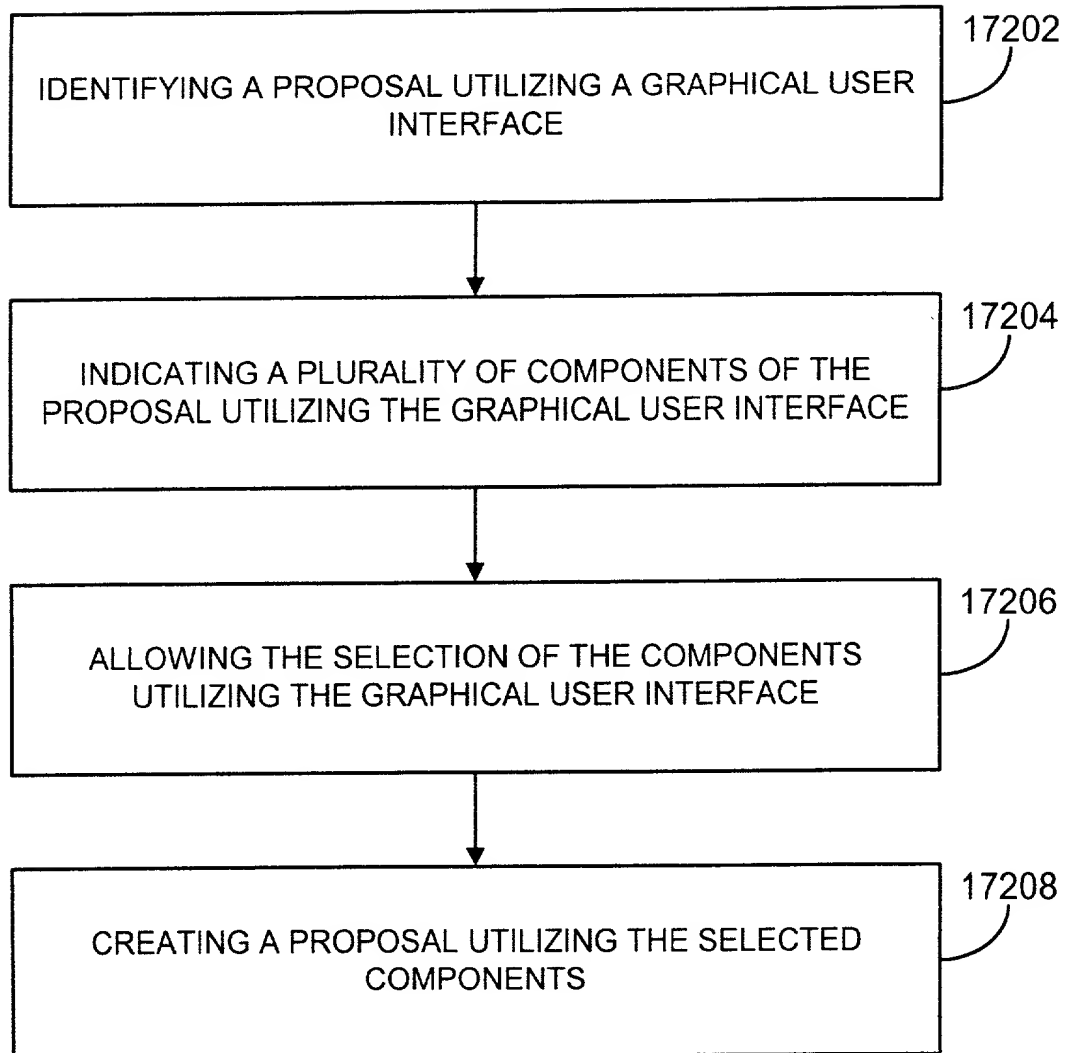 17202
IDENTIFYING A PROPOSAL UTILIZING A GRAPHICAL USER
INTERFACE
17204
INDICATING A PLURALITY OF COMPONENTS OF THE
PROPOSAL UTILIZING THE GRAPHICAL USER INTERFACE
17206
ALLOWING THE SELECTION OF THE COMPONENTS
UTILIZING THE GRAPHICAL USER INTERFACE
17208
CREATING A PROPOSAL UTILIZING THE SELECTED
COMPONENTS